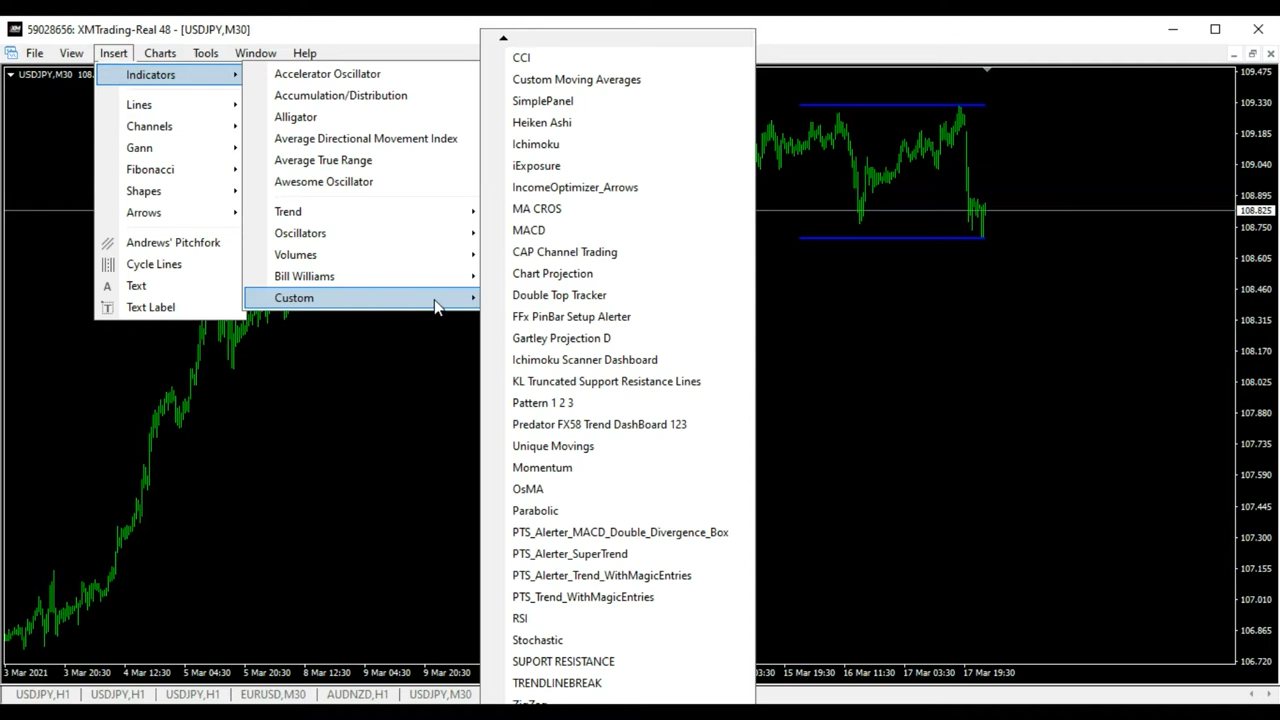 59028656: XMTrading-Real 48 - [USDJPY,M30]
File View Insert Charts Tools Window Help
USDJPY,M30 108.
Indicators
Lines
Channels
Gann
Fibonacci
Shapes
Arrows
Andrews' Pitchfork
Cycle Lines
Text
Text Label
Accelerator Oscillator
Accumulation/Distribution
Alligator
Average Directional Movement Index
Average True Range
Awesome Oscillator
Trend
Oscillators
Volumes
Bill Williams
Custom
CCI
Custom Moving Averages
SimplePanel
Heiken Ashi
Ichimoku
iExposure
IncomeOptimizer_Arrows
MA CROS
MACD
CAP Channel Trading
Chart Projection
Double Top Tracker
FFx PinBar Setup Alerter
Gartley Projection D
Ichimoku Scanner Dashboard
KL Truncated Support Resistance Lines
Pattern 1 2 3
Predator FX58 Trend DashBoard 123
Unique Movings
Momentum
OsMA
Parabolic
PTS_Alerter_MACD_Double_Divergence_Box
PTS_Alerter_SuperTrend
PTS_Alerter_Trend_WithMagicEntries
PTS_Trend_WithMagicEntries
RSI
Stochastic
SUPORT RESISTANCE
TRENDLINEBREAK
109.475
109.330
109.185
109.040
108.895
108.825
108.750
108.605
108.460
108.315
108.170
108.025
107.880
107.735
107.590
107.445
107.300
107.155
107.010
106.865
106.720
3 Mar 2021 3 Mar 20:30 4 Mar 12:30 5 Mar 04:30 5 Mar 20:30 8 Mar 12:30 9 Mar 04:30 9 Mar 20:30 03:30 15 Mar 19:30 16 Mar 11:30 17 Mar 03:30 17 Mar 19:30
USDJPY,H1 USDJPY,H1 USDJPY,H1 EURUSD,M30 AUDNZD,H1 USDJPY,M30